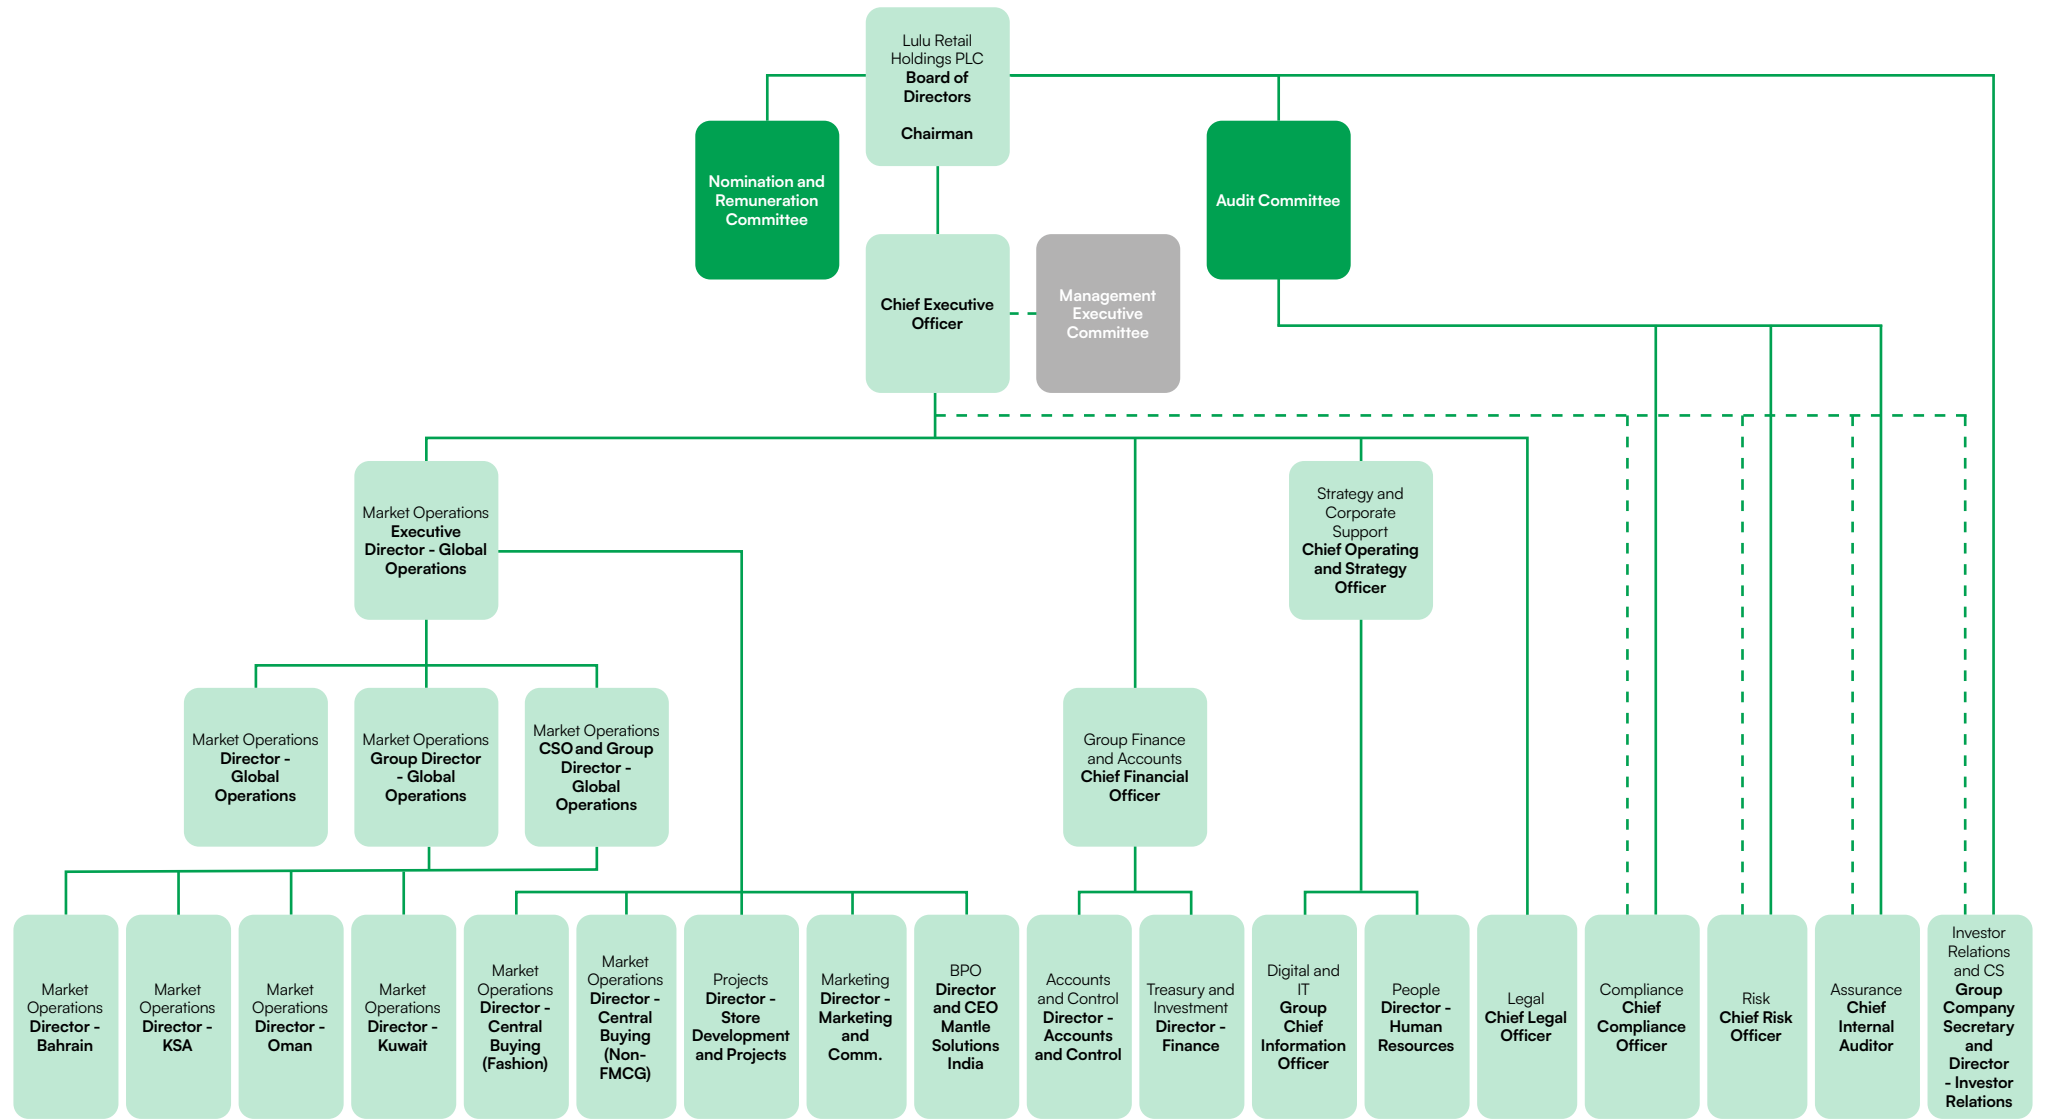 Lulu Retail
Holdings PLC
Board of
Directors
Chairman
Nomination and
Remuneration
Committee
Audit Committee
Chief Executive
Officer
Management
Executive
Committee
Market Operations
Executive
Director - Global
Operations
Strategy and
Corporate
Support
Chief Operating
and Strategy
Officer
Market Operations
Director -
Global
Operations
Market Operations
Group Director
- Global
Operations
Market Operations
CSO and Group
Director -
Global
Operations
Group Finance
and Accounts
Chief Financial
Officer
Market
Operations
Director -
Bahrain
Market
Operations
Director -
KSA
Market
Operations
Director -
Oman
Market
Operations
Director -
Kuwait
Market
Operations
Director -
Central
Buying
(Fashion)
Market
Operations
Director -
Central
Buying
(Non-
FMCG)
Projects
Director -
Store
Development
and Projects
Marketing
Director -
Marketing
and
Comm.
BPO
Director
and CEO
Mantle
Solutions
India
Accounts
and Control
Director -
Accounts
and Control
Treasury and
Investment
Director -
Finance
Digital and
IT
Group
Chief
Information
Officer
People
Director -
Human
Resources
Legal
Chief Legal
Officer
Compliance
Chief
Compliance
Officer
Risk
Chief Risk
Officer
Assurance
Chief
Internal
Auditor
Investor
Relations
and CS
Group
Company
Secretary
and
Director
- Investor
Relations